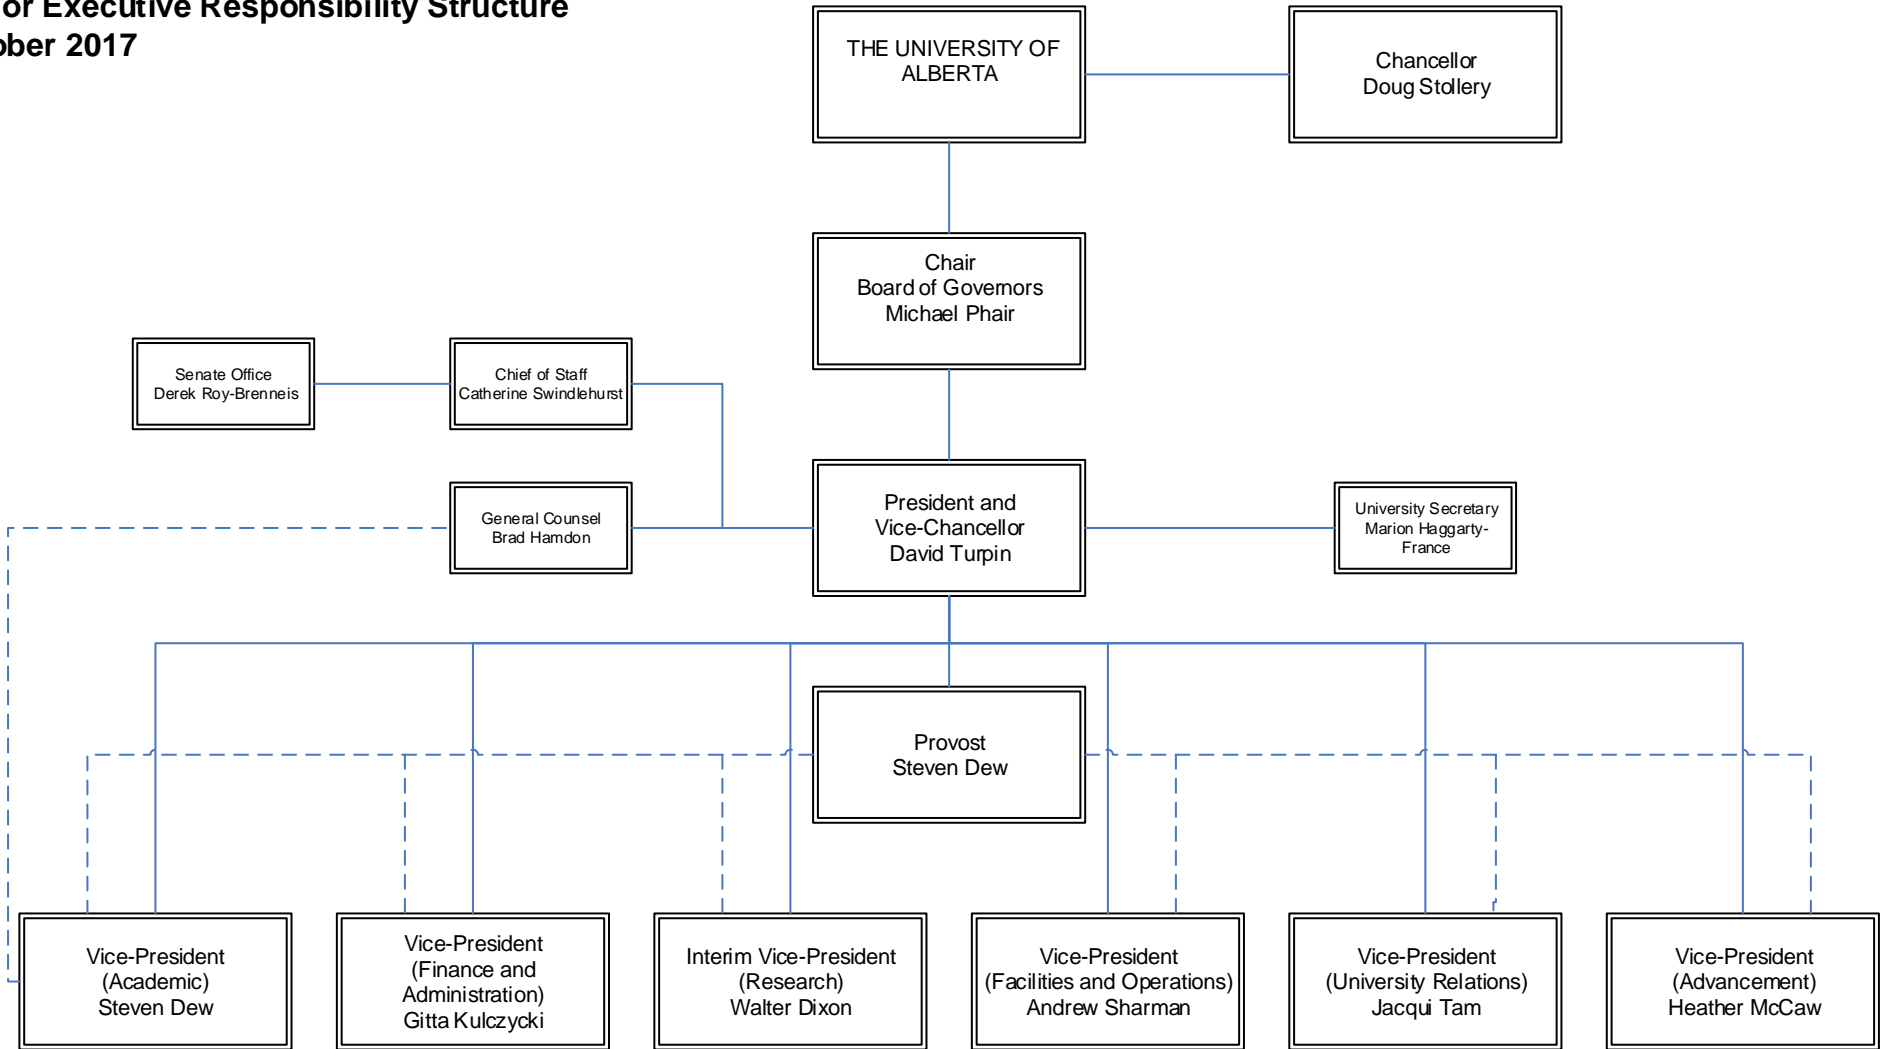 or Executive Responsibility Structure
ober 2017
THE UNIVERSITY OF
ALBERTA
Chancellor
Doug Stollery
Chair
Board of Governors
Michael Phair
Senate Office
Derek Roy-Brenneis
Chief of Staff
Catherine Swindlehurst
General Counsel
Brad Hamdon
President and
Vice-Chancellor
David Turpin
University Secretary
Marion Haggarty-
France
Provost
Steven Dew
Vice-President
(Academic)
Steven Dew
Vice-President
(Finance and
Administration)
Gitta Kulczycki
Interim Vice-President
(Research)
Walter Dixon
Vice-President
(Facilities and Operations)
Andrew Sharman
Vice-President
(University Relations)
Jacqui Tam
Vice-President
(Advancement)
Heather McCaw